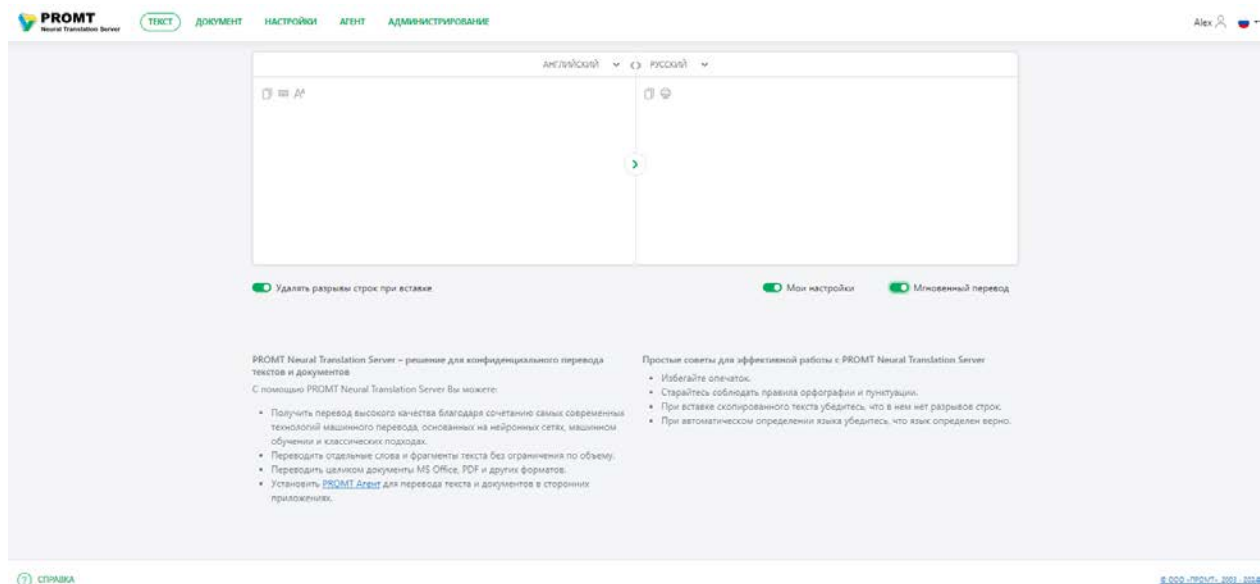 PROMT
Neural Translation Server
ТЕКСТ
ДОКУМЕНТ
НАСТРОЙКИ
АГЕНТ
АДМИНИСТРИРОВАНИЕ
Alex
АНГЛИЙСКИЙ
РУССКИЙ
Удалять разрывы строк при вставке
Мои настройки
Мгновенный перевод
PROMT Neural Translation Server – решение для конфиденциального перевода
текстов и документов
С помощью PROMT Neural Translation Server Вы можете:
• Получить перевод высокого качества благодаря сочетанию самых современных
технологий машинного перевода, основанных на нейронных сетях, машинном
обучении и классических подходах.
• Переводить отдельные слова и фрагменты текста без ограничения по объему.
• Переводить целиком документы MS Office, PDF и других форматов.
• Установить PROMT Агент для перевода текста и документов в сторонних
приложениях.
Простые советы для эффективной работы с PROMT Neural Translation Server
• Избегайте опечаток.
• Старайтесь соблюдать правила орфографии и пунктуации.
• При вставке скопированного текста убедитесь, что в нем нет разрывов строк.
• При автоматическом определении языка убедитесь, что язык определен верно.
СПРАВКА
© ООО «ПРОМТ», 2003 -